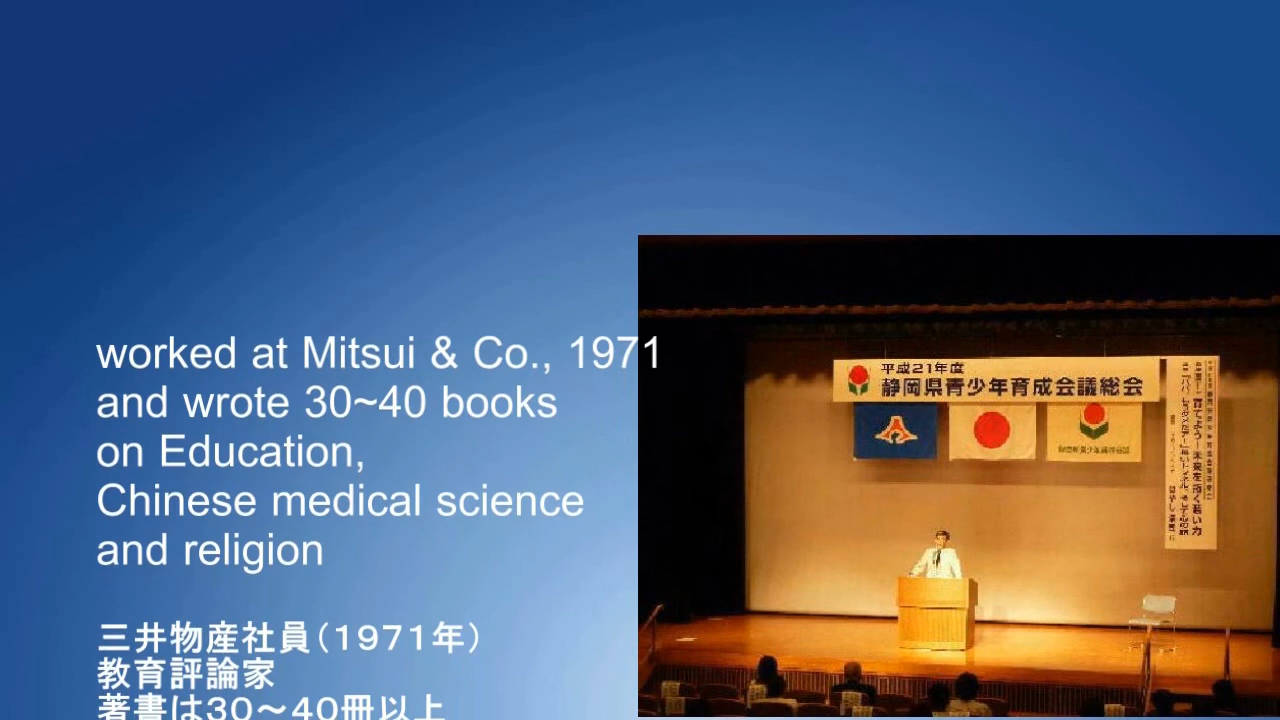 worked at Mitsui & Co., 1971
and wrote 30~40 books
on Education,
Chinese medical science
and religion
三井物産社員（１９７１年）
教育評論家
著書は３０～４０冊以上
平成21年度
静岡県青少年育成会議総会